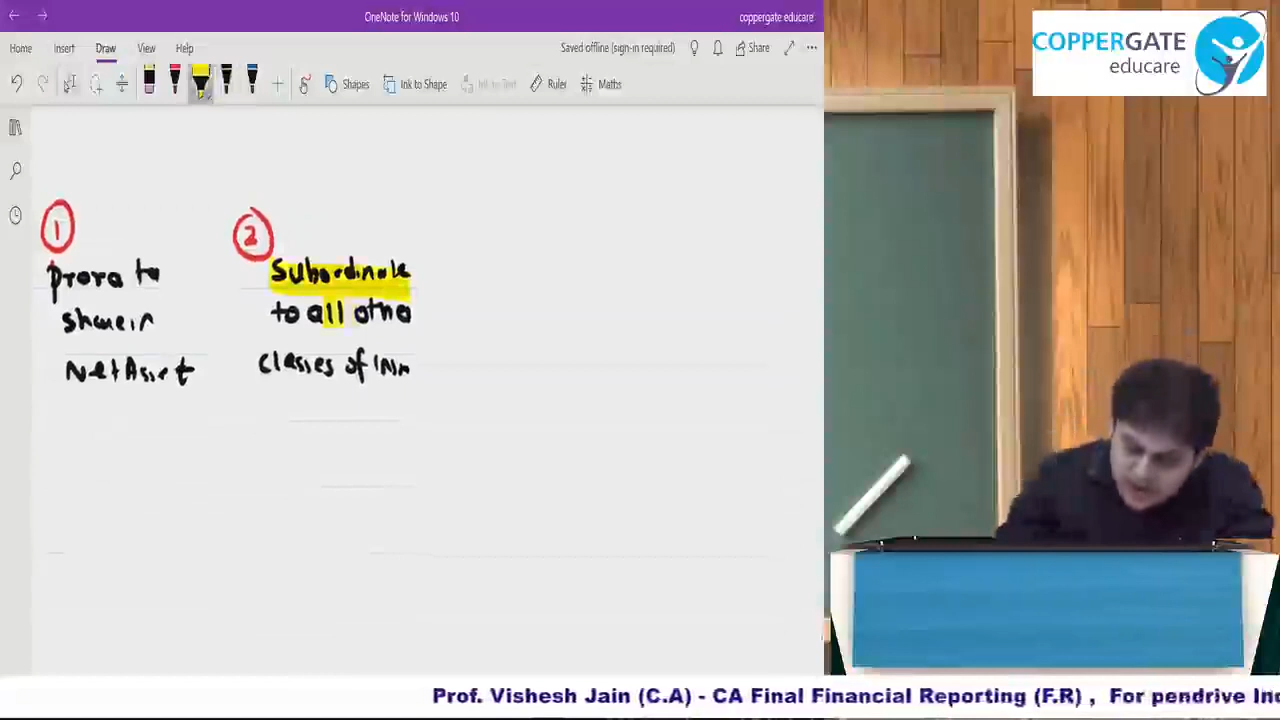 OneNote for Windows 10
coppergate educare
Home Insert Draw View Help
Saved offline (sign-in required) Share
Shapes Ink to Shape Ink to Text Ruler Maths
COPPERGATE
educare
1
prora ta
share in
Net Asset
2
Subordinate
to all othe
classes of INn
Prof. Vishesh Jain (C.A) - CA Final Financial Reporting (F.R) , For pendrive Inc